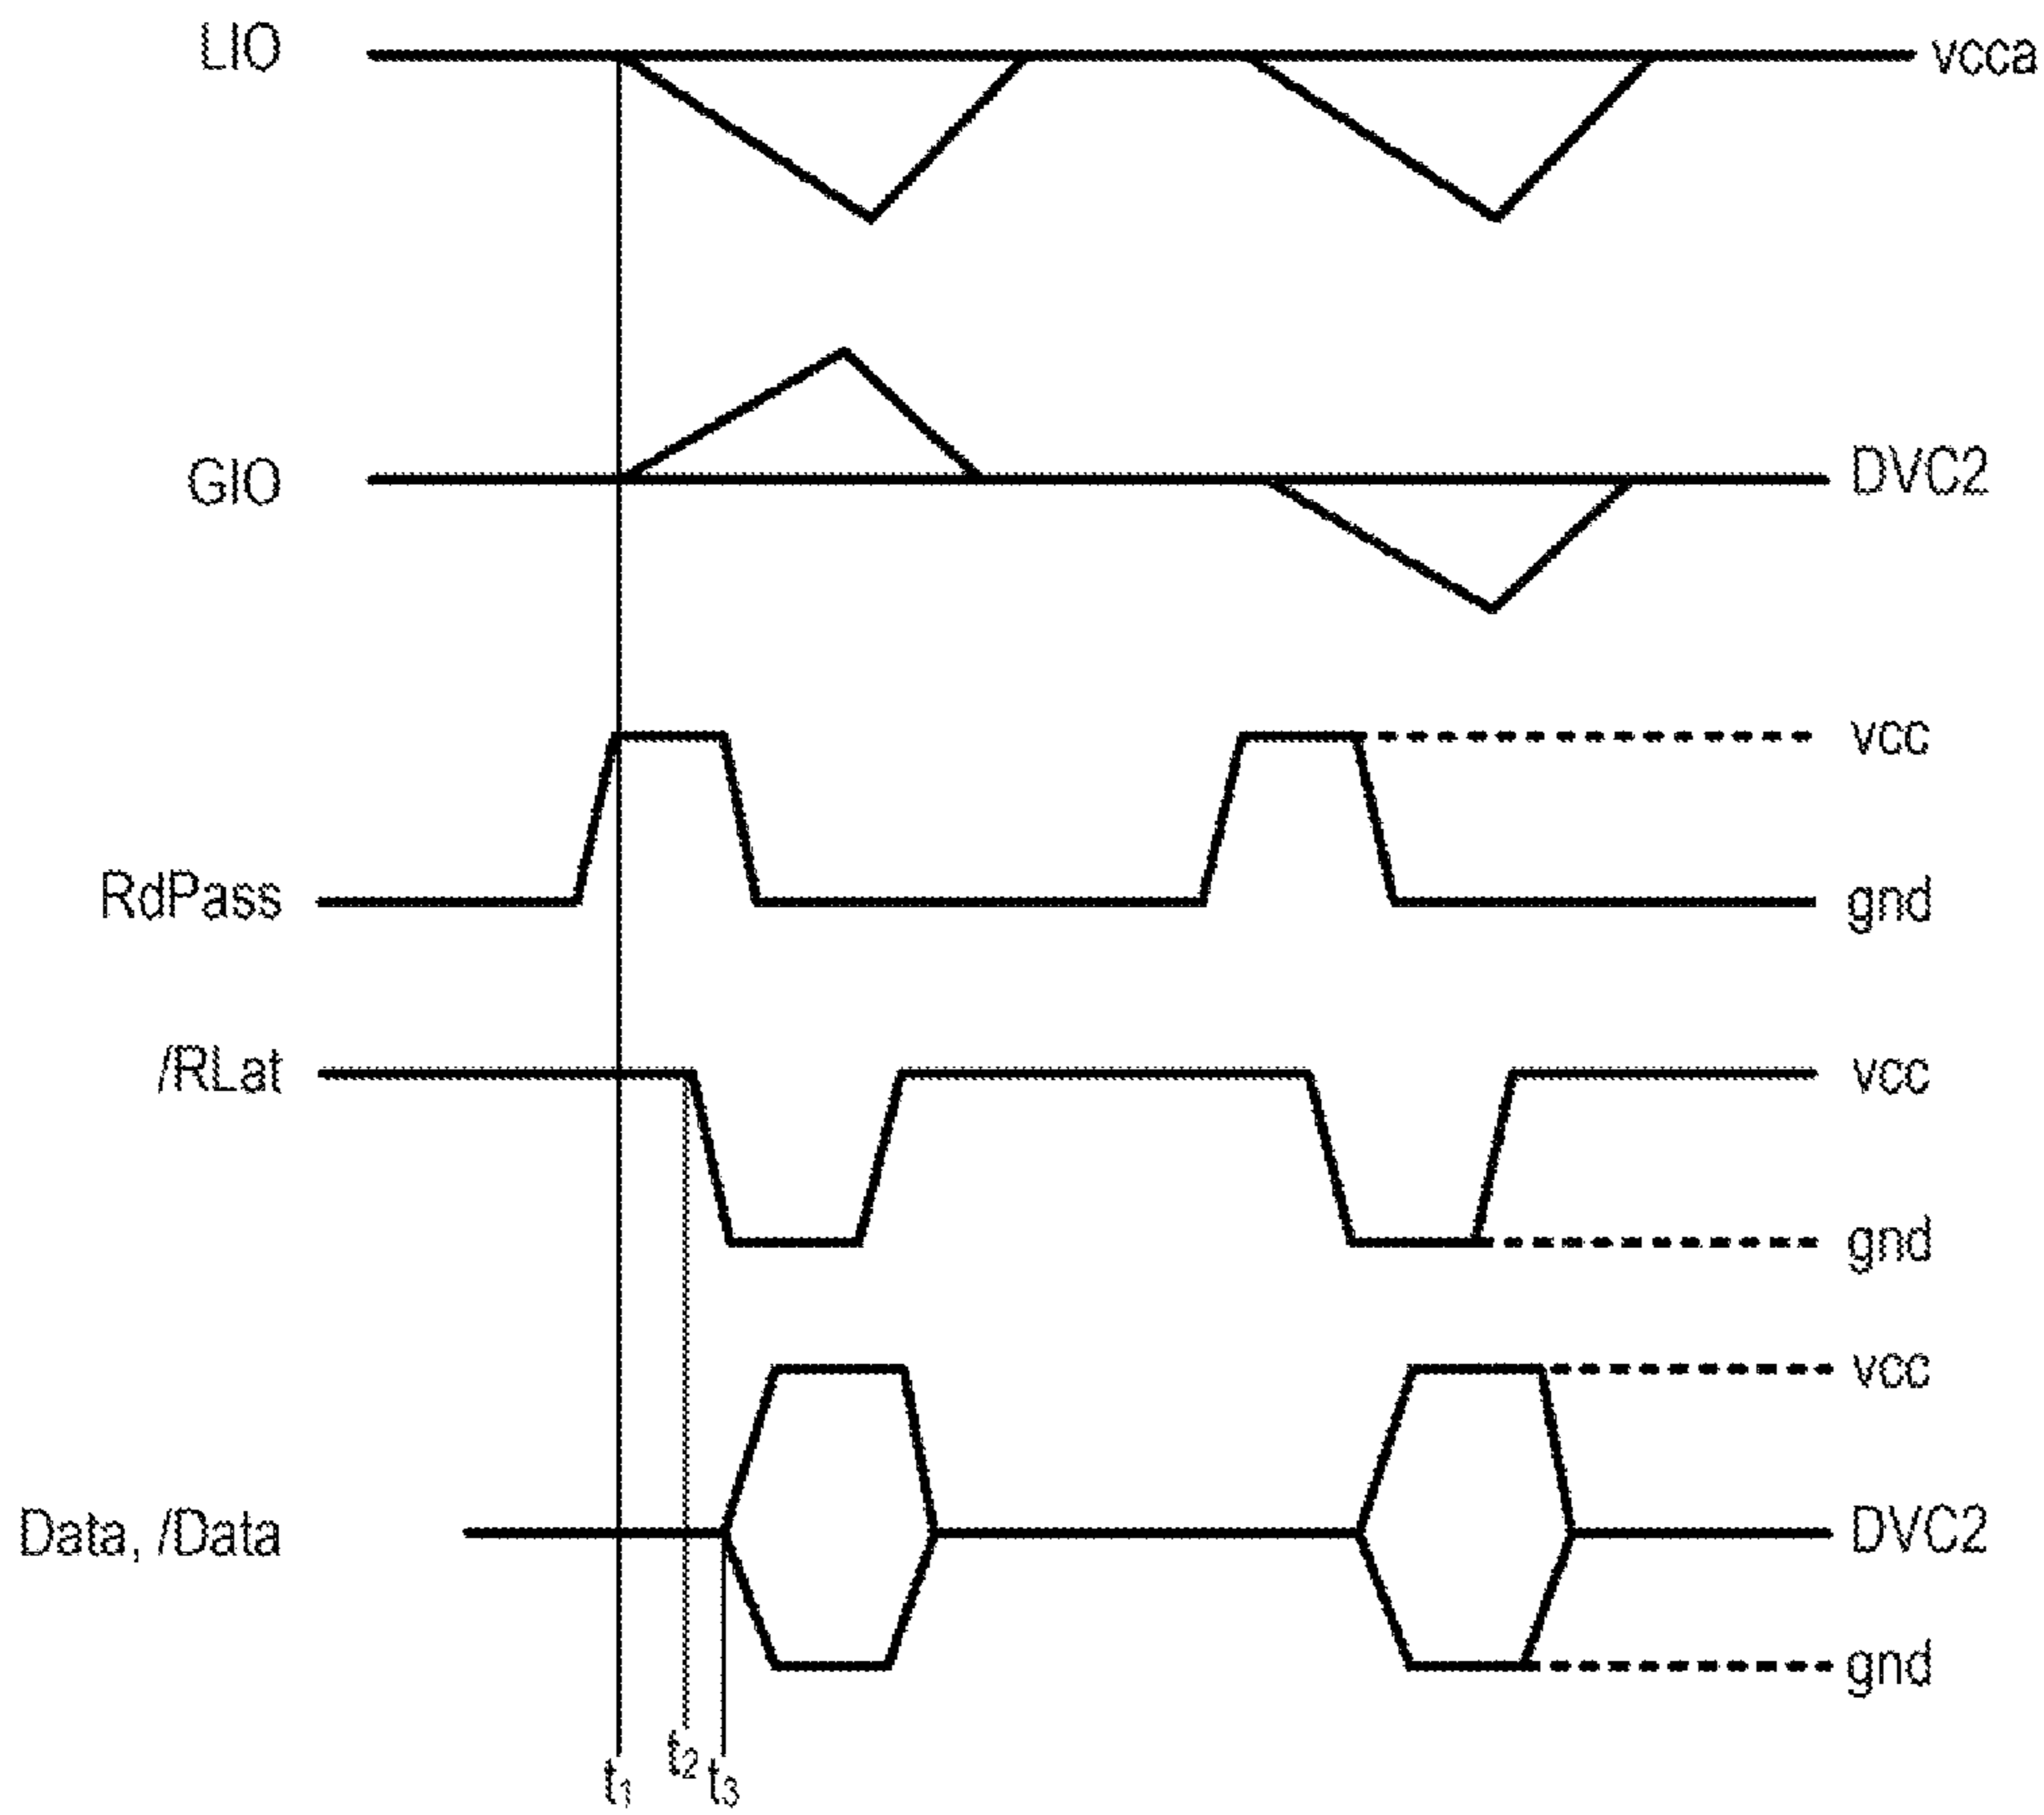 LIO vcca
GIO DVC2
vcc
RdPass gnd
/RLat vcc
gnd
vcc
Data, /Data DVC2
gnd
t₁ t₂ t₃